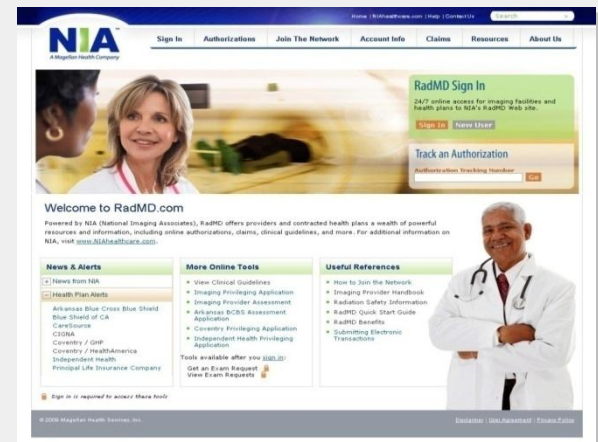 Home | NIAhealthcare.com | Help | Contact Us
Search
NIA
A Magellan Health Company
Sign In
Authorizations
Join The Network
Account Info
Claims
Resources
About Us
RadMD Sign In
24/7 online access for imaging facilities and
health plans to NIA's RadMD Web site.
Sign In
New User
Track an Authorization
Authorization Tracking Number
Go
Welcome to RadMD.com
Powered by NIA (National Imaging Associates), RadMD offers providers and contracted health plans a wealth of powerful
resources and information, including online authorizations, claims, clinical guidelines, and more. For additional information on
NIA, visit www.NIAhealthcare.com.
News & Alerts
+ News from NIA
- Health Plan Alerts
Arkansas Blue Cross Blue Shield
Blue Shield of CA
CareSource
CIGNA
Coventry / GHP
Coventry / HealthAmerica
Independent Health
Principal Life Insurance Company
More Online Tools
View Clinical Guidelines
Imaging Privileging Application
Imaging Provider Assessment
Arkansas BCBS Assessment
Application
Coventry Privileging Application
Independent Health Privileging
Application
Tools available after you sign in:
Get an Exam Request
View Exam Requests
Useful References
How to Join the Network
Imaging Provider Handbook
Radiation Safety Information
RadMD Quick Start Guide
RadMD Benefits
Submitting Electronic
Transactions
Sign in is required to access these tools
© 2009 Magellan Health Services, Inc.
Disclaimer | User Agreement | Privacy Policy